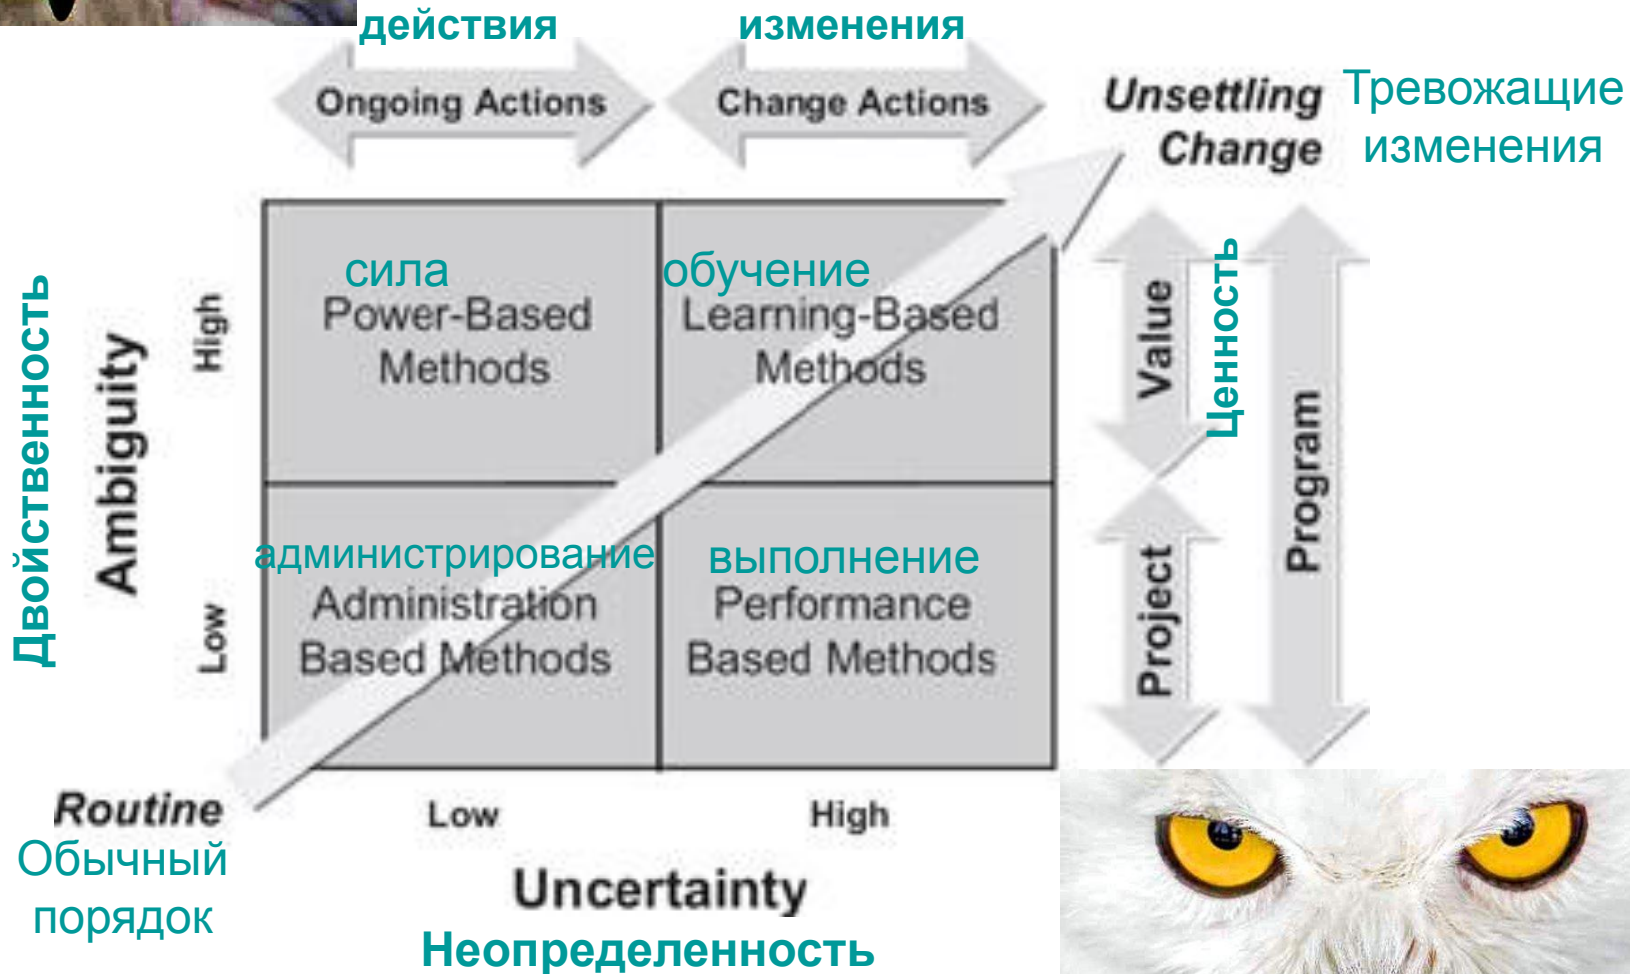 действия
изменения
Ongoing Actions
Change Actions
Unsettling
Change
Тревожащие
изменения
сила
Power-Based
Methods
обучение
Learning-Based
Methods
Двойственность
Ambiguity
High
Low
Value
Ценность
Program
Project
администрирование
Administration
Based Methods
выполнение
Performance
Based Methods
Routine
Обычный
порядок
Low
High
Uncertainty
Неопределенность